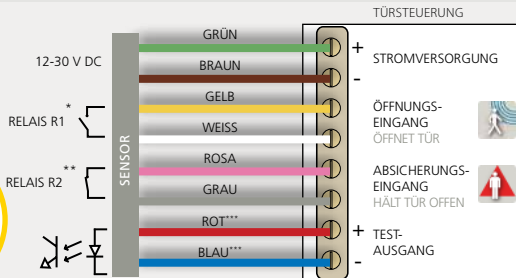 TÜRSTEUERUNG
GRÜN
12-30 V DC
BRAUN
+
-
STROMVERSORGUNG
GELB
RELAIS R1 *
WEISS
ÖFFNUNGS-
EINGANG
ÖFFNET TÜR
SENSOR
ROSA
RELAIS R2 **
GRAU
ABSICHERUNGS-
EINGANG
HÄLT TÜR OFFEN
ROT***
BLAU***
+
-
TEST-
AUSGANG